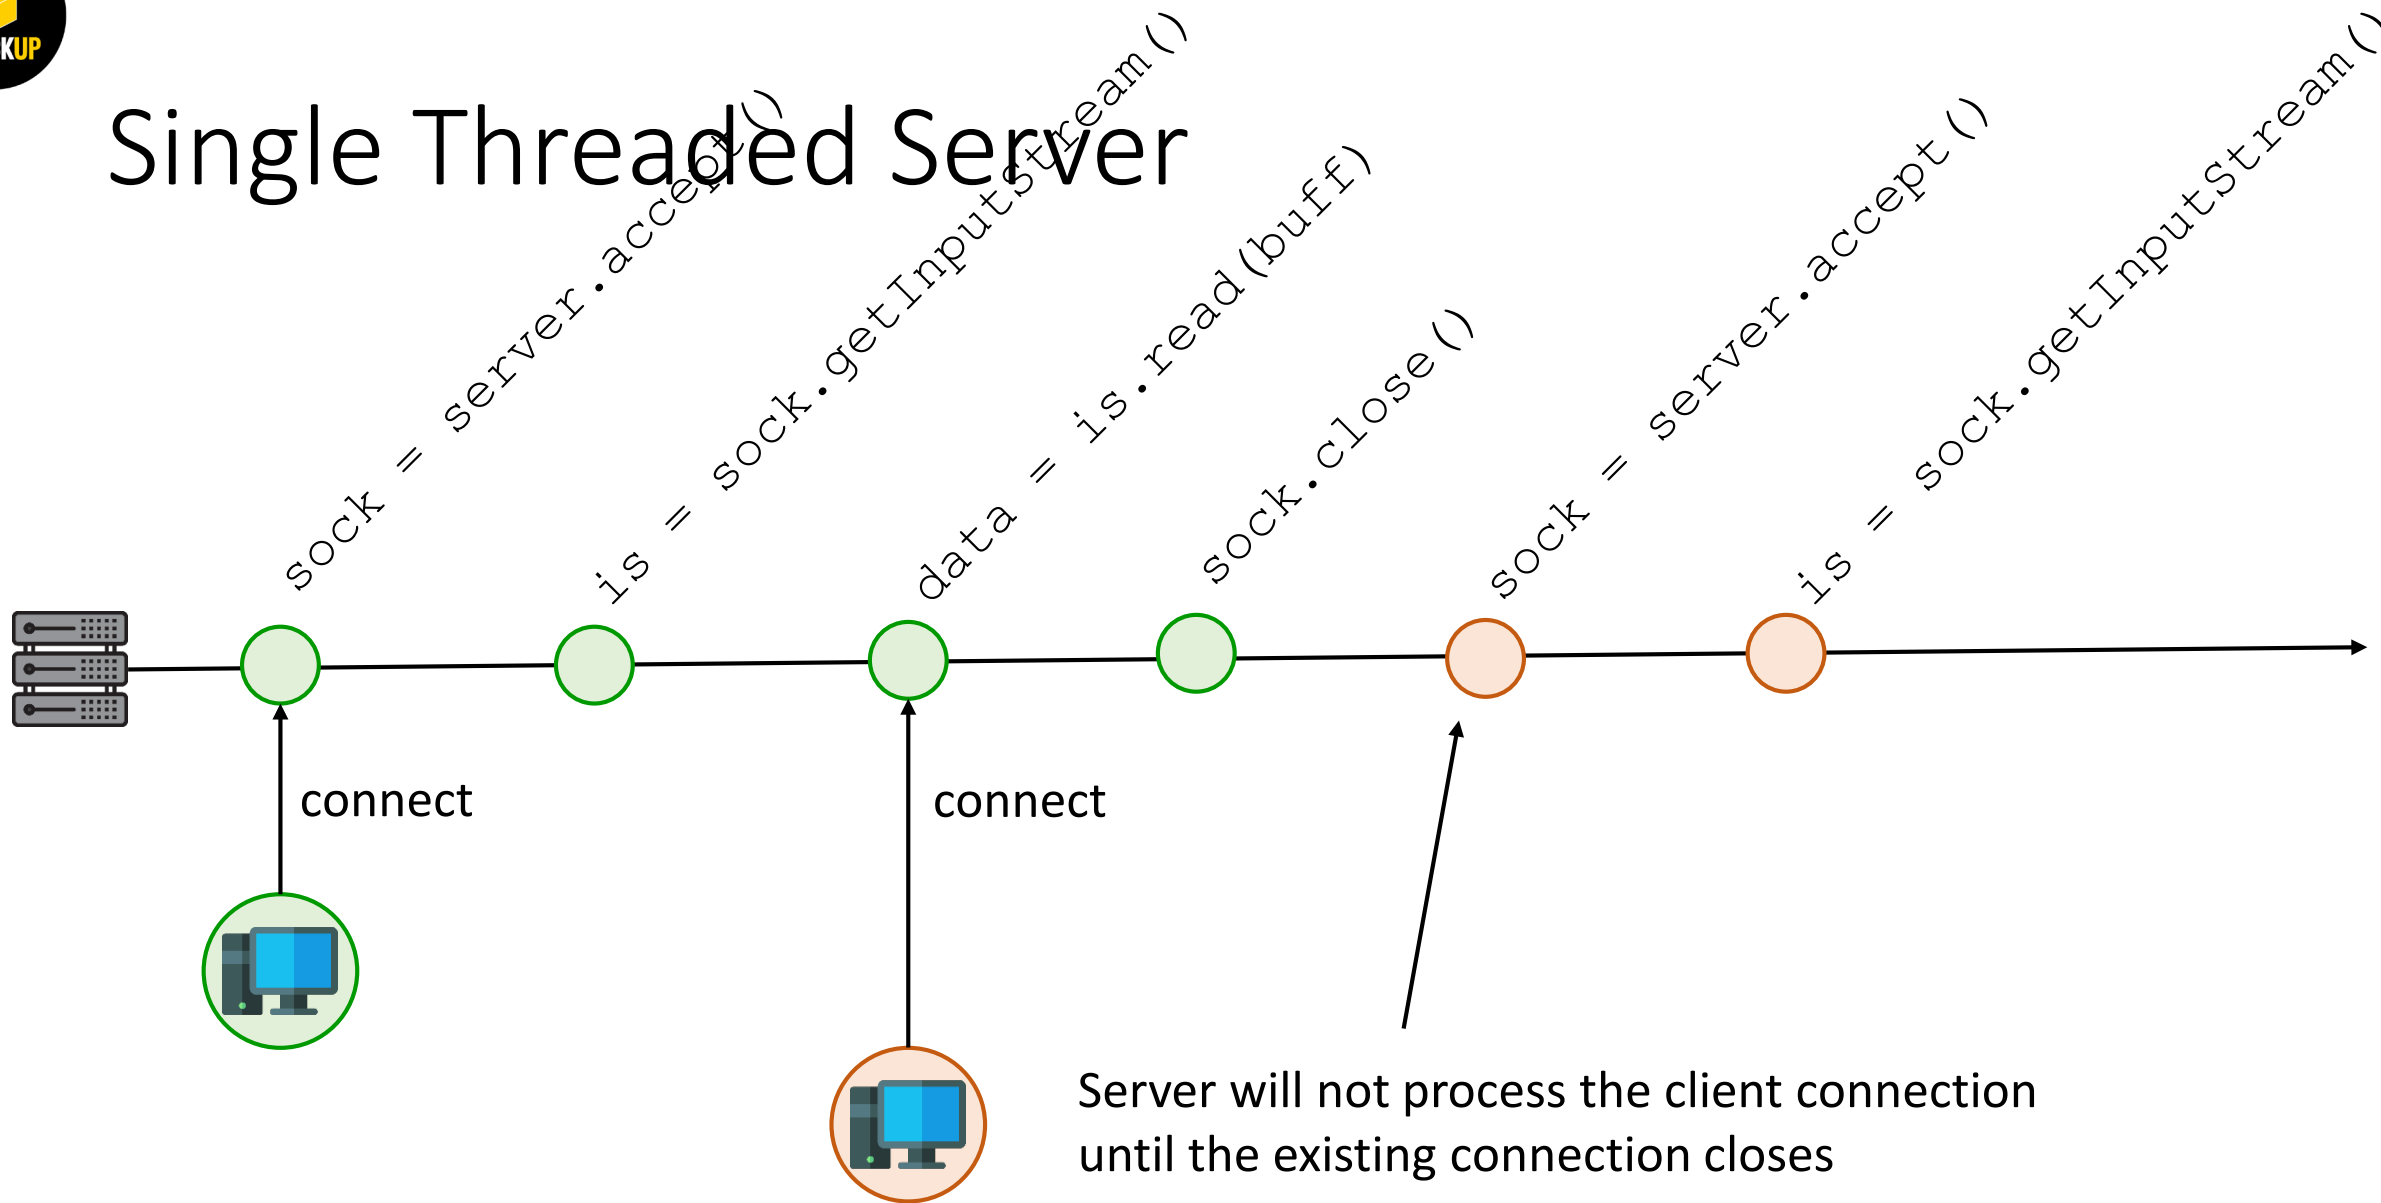 KUP
Single Threaded Server
sock = server.accept()
is = sock.getInputStream()
data = is.read(buff)
sock.close()
sock = server.accept()
is = sock.getInputStream()
connect
connect
Server will not process the client connection
until the existing connection closes